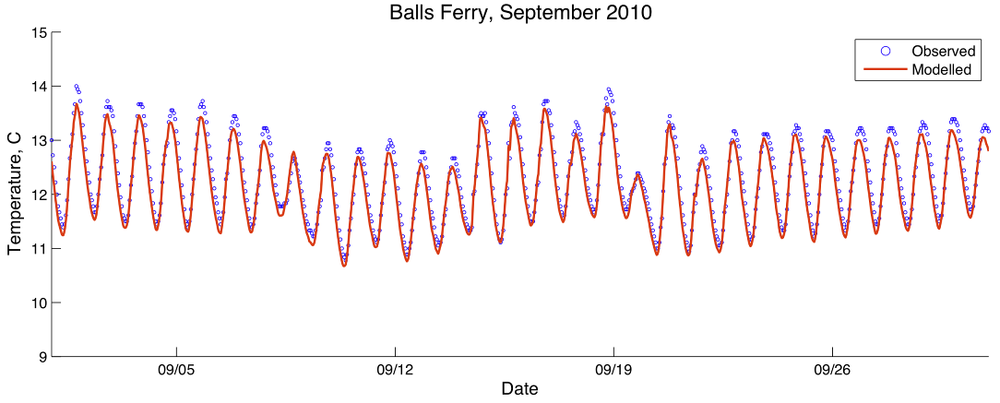 Balls Ferry, September 2010
Observed
Modelled
Temperature, C
15
14
13
12
11
10
9
09/05
09/12
09/19
09/26
Date